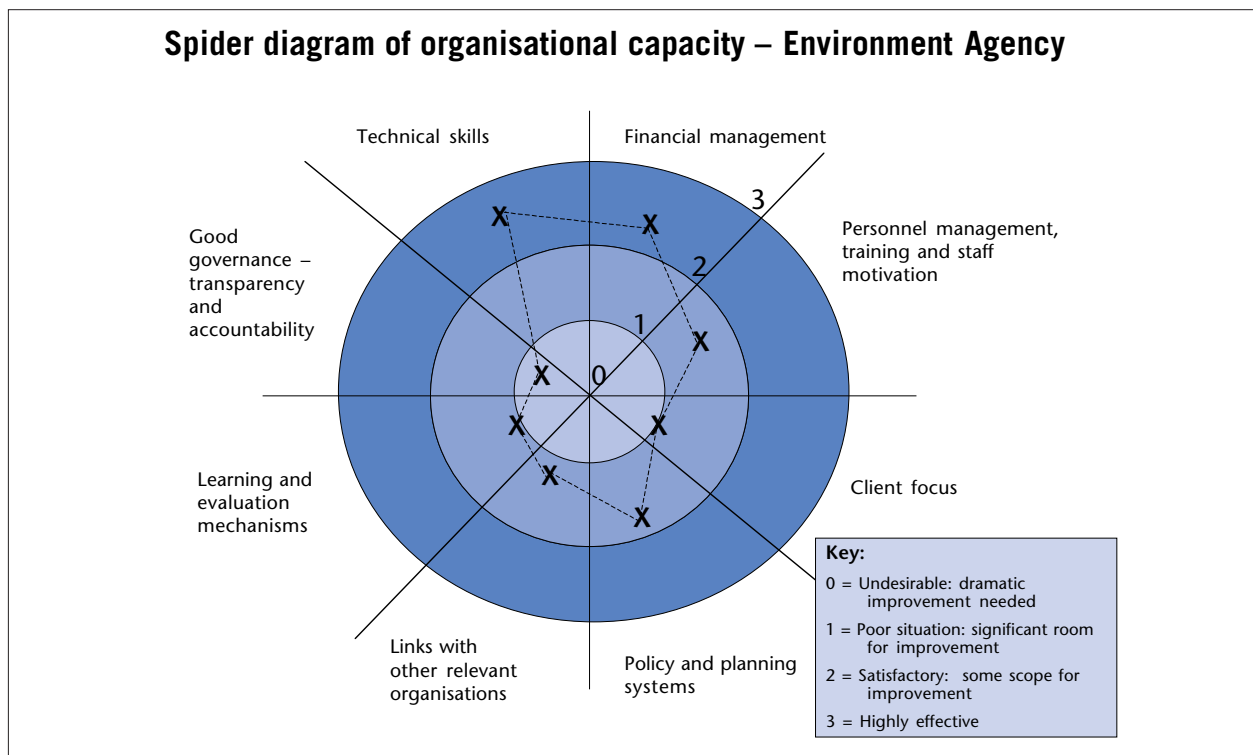 Spider diagram of organisational capacity – Environment Agency
Technical skills
Financial management
3
Personnel management,
training and staff
motivation
Good
governance –
transparency
and
accountability
2
1
0
X
X
X
X
X
X
X
X
Learning and
evaluation
mechanisms
Client focus
Links with
other relevant
organisations
Policy and planning
systems
Key:
0 = Undesirable: dramatic
improvement needed
1 = Poor situation: significant room
for improvement
2 = Satisfactory: some scope for
improvement
3 = Highly effective